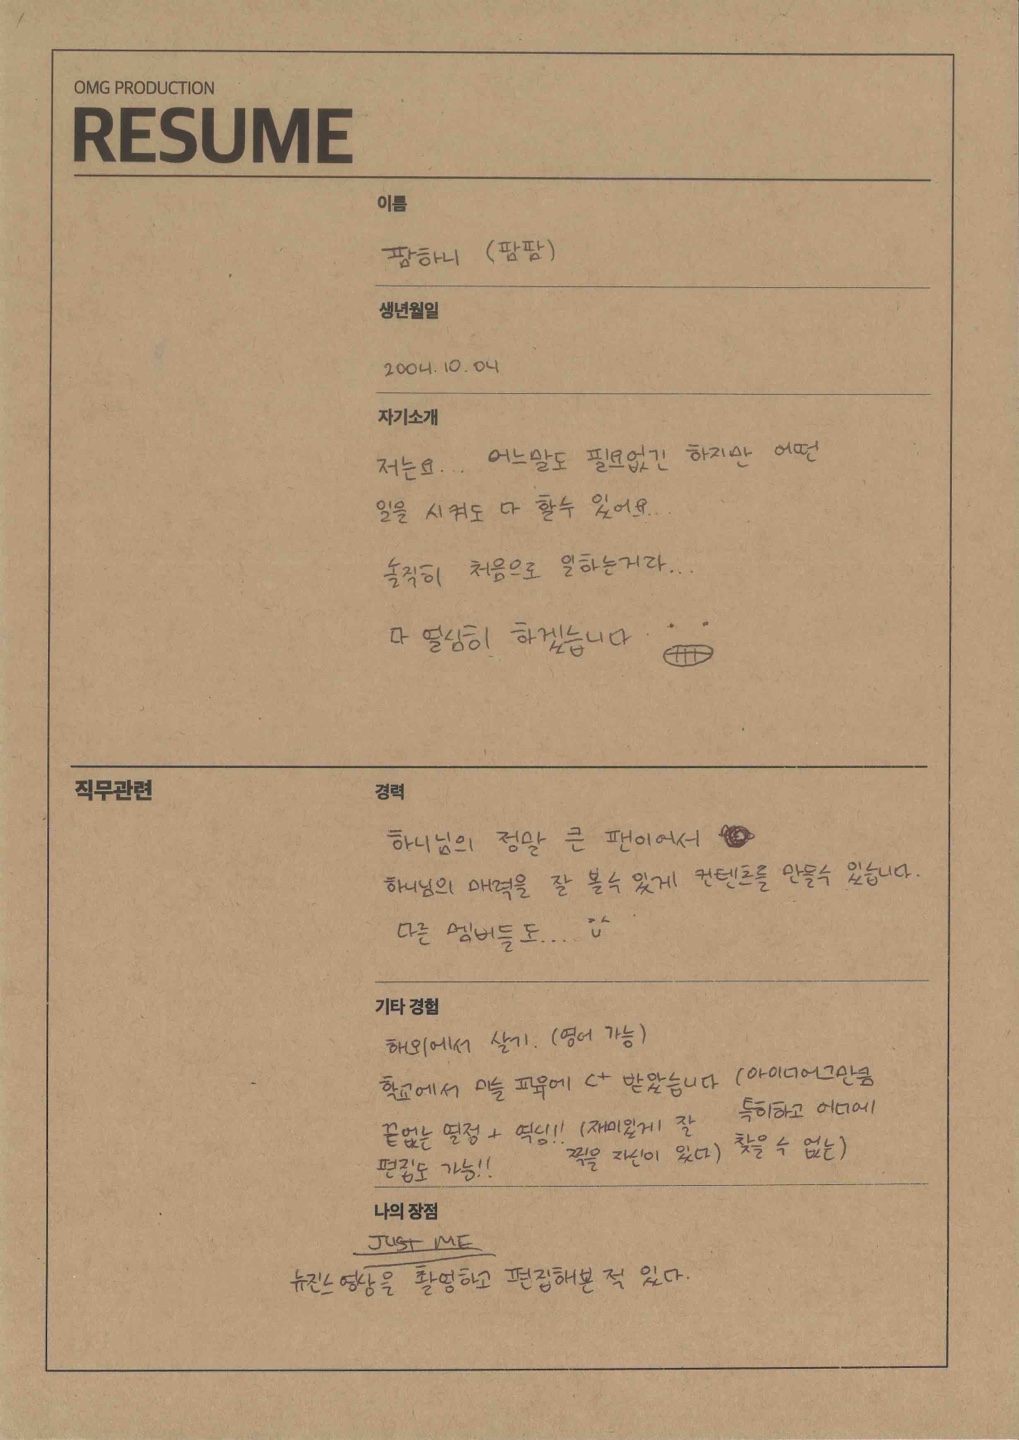 OMG PRODUCTION
RESUME
이름
팜하니 (팜팜)
생년월일
2004.10.04
자기소개
저는요... 어느말도 필요없긴 하지만 어떤
일을 시켜도 다 할수 있어요...
솔직히 처음으로 일하는거라...
다 열심히 하겠습니다
직무관련
경력
하니님의 정말 큰 팬이어서
하니님의 매력을 잘 볼수 있게 컨텐츠를 만들수 있습니다.
다른 멤버들도...
기타 경험
해외에서 살기. (영어 가능)
학교에서 미술 교육에 C+ 받았습니다 (아이디어그만큼
특히하고 어디에
찾을 수 없는)
끝없는 열정 + 역심!! (재미있게 잘
찍을 자신이 있다)
편집도 가능!!
나의 장점
JUST ME
뉴진스 영상을 촬영하고 편집해본 적 있다.